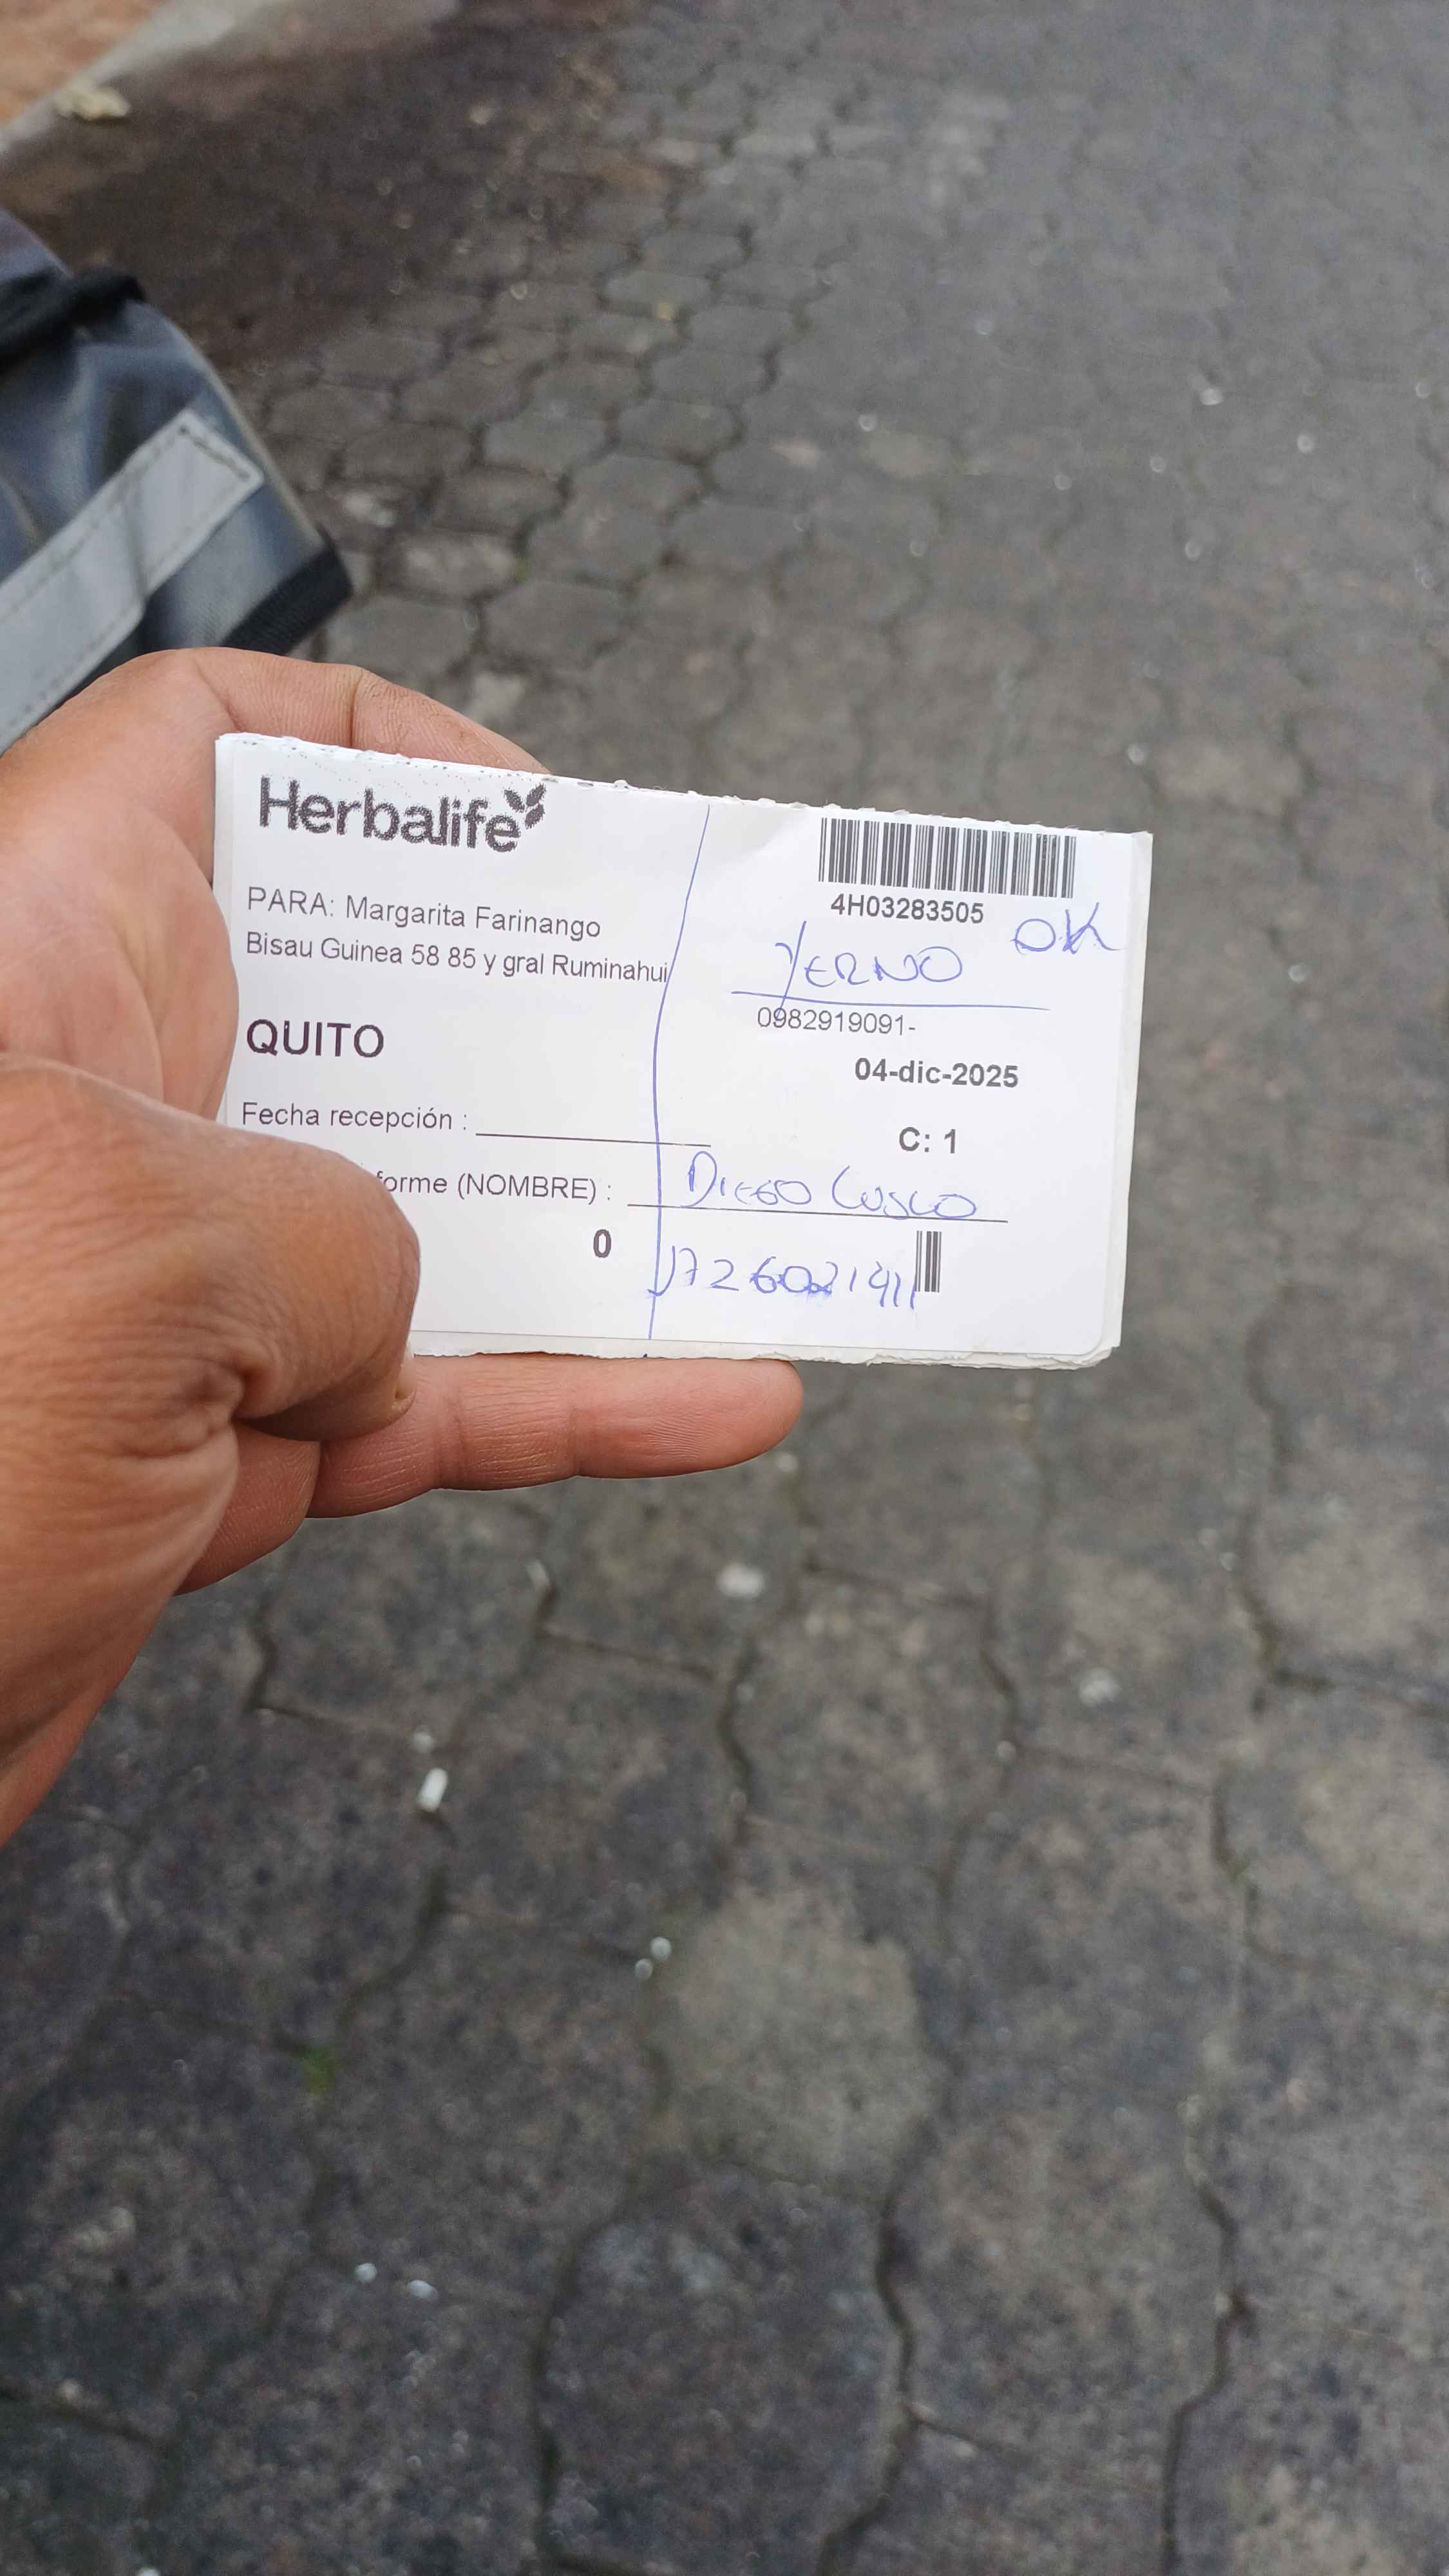 Herbalife
4H03283505
OK
PARA: Margarita Farinango
Bisau Guinea 58 85 y gral Ruminahui
YERNO
0982919091-
QUITO
04-dic-2025
Fecha recepción :
C: 1
forme (NOMBRE) : DIEGO CUSCO
0